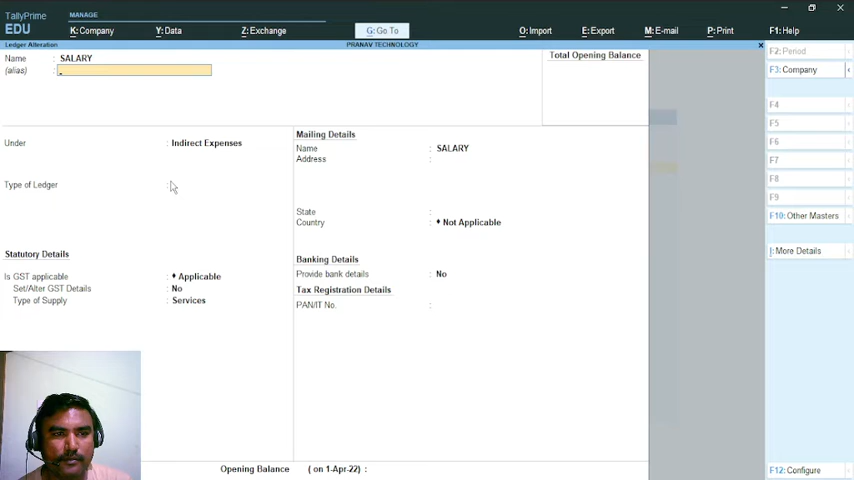 TallyPrime
EDU
MANAGE
K: Company
Y: Data
Z: Exchange
G: Go To
O: Import
E: Export
M: E-mail
P: Print
F1: Help
Ledger Alteration
PRANAV TECHNOLOGY
Name : SALARY
(alias) :
Total Opening Balance
Under : Indirect Expenses
Type of Ledger :
Statutory Details
Is GST applicable : ♦ Applicable
Set/Alter GST Details : No
Type of Supply : Services
Mailing Details
Name : SALARY
Address :
State :
Country : ♦ Not Applicable
Banking Details
Provide bank details : No
Tax Registration Details
PAN/IT No. :
Opening Balance ( on 1-Apr-22) :
F2: Period
F3: Company
F4
F5
F6
F7
F8
F9
F10: Other Masters
I: More Details
F12: Configure